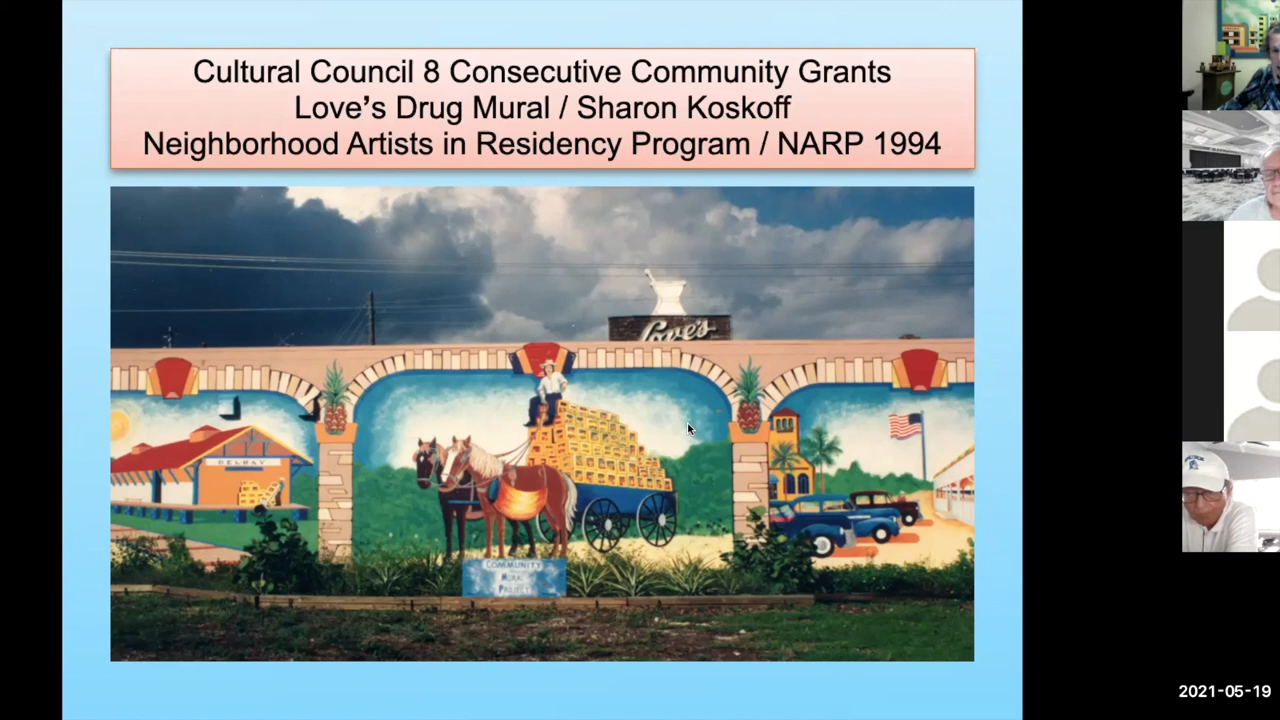 Cultural Council 8 Consecutive Community Grants
Love's Drug Mural / Sharon Koskoff
Neighborhood Artists in Residency Program / NARP 1994
Love's
DELRAY
COMMUNITY
MURAL
PROJECT
2021-05-19